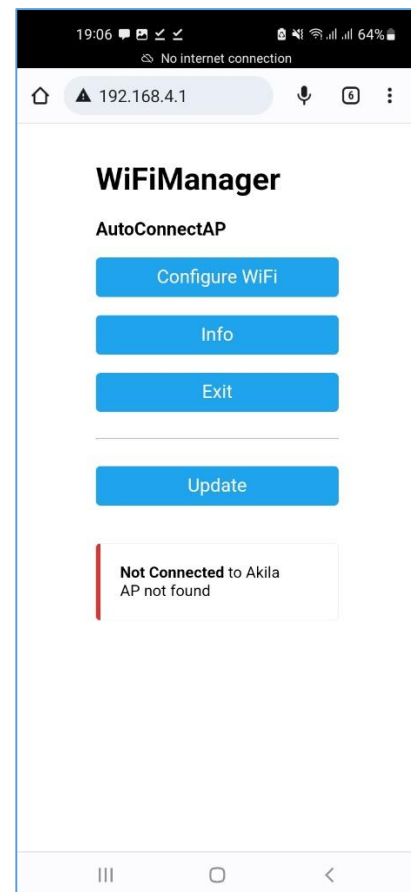 19:06 64%
No internet connection
192.168.4.1 6
WiFiManager
AutoConnectAP
Configure WiFi
Info
Exit
Update
Not Connected to Akila
AP not found